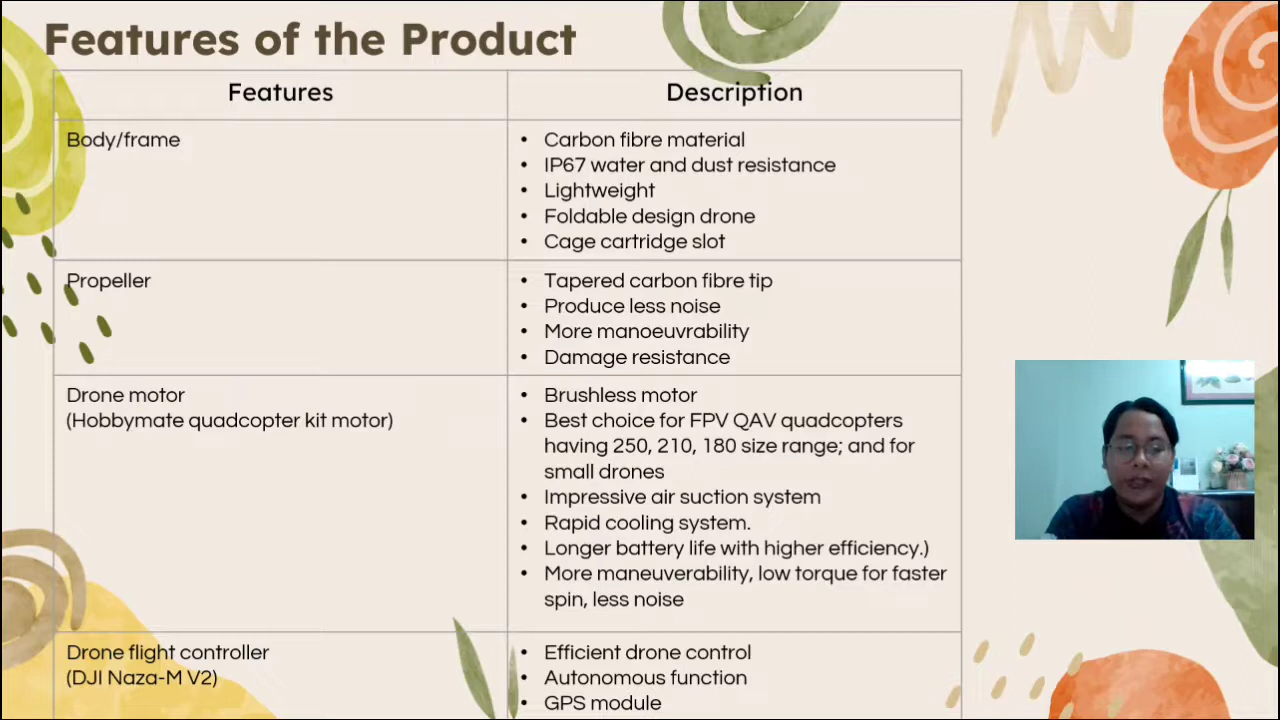 Features of the Product
Features
Description
Body/frame
• Carbon fibre material
• IP67 water and dust resistance
• Lightweight
• Foldable design drone
• Cage cartridge slot
Propeller
• Tapered carbon fibre tip
• Produce less noise
• More manoeuvrability
• Damage resistance
Drone motor
(Hobbymate quadcopter kit motor)
• Brushless motor
• Best choice for FPV QAV quadcopters
having 250, 210, 180 size range; and for
small drones
• Impressive air suction system
• Rapid cooling system.
• Longer battery life with higher efficiency.)
• More maneuverability, low torque for faster
spin, less noise
Drone flight controller
(DJI Naza-M V2)
• Efficient drone control
• Autonomous function
• GPS module